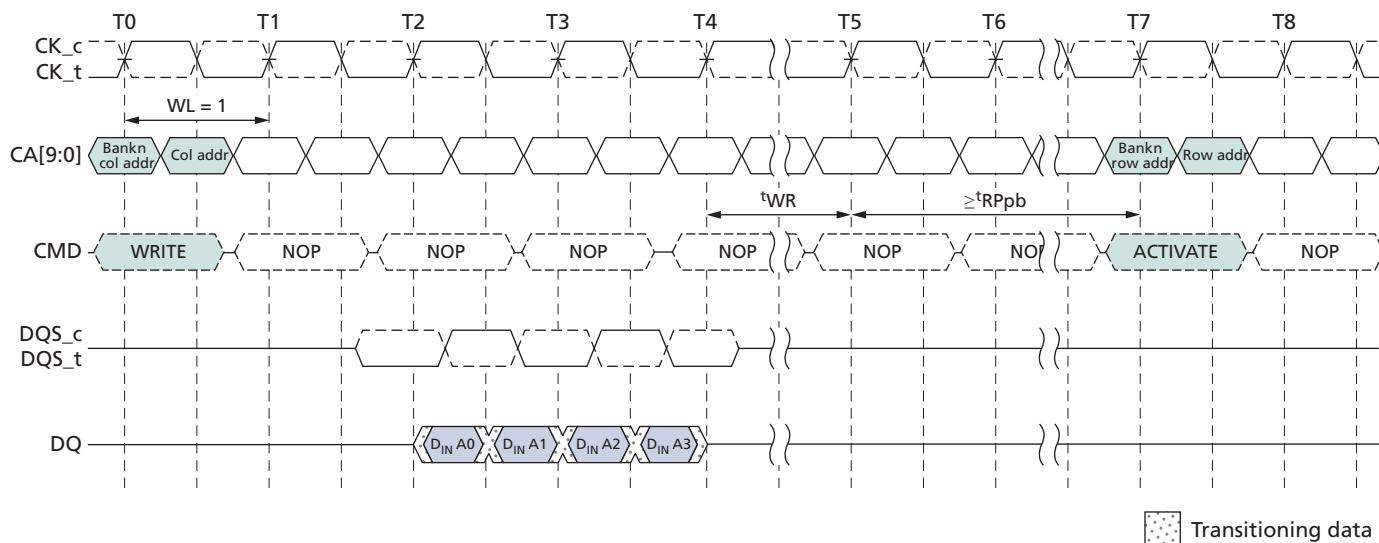 T0 T1 T2 T3 T4 T5 T6 T7 T8
CK_c
CK_t
WL = 1
CA[9:0]
Bankn
col addr
Col addr
Bankn
row addr
Row addr
tWR
≥tRPpb
CMD WRITE NOP NOP NOP NOP NOP NOP ACTIVATE NOP
DQS_c
DQS_t
DQ DIN A0 DIN A1 DIN A2 DIN A3
Transitioning data